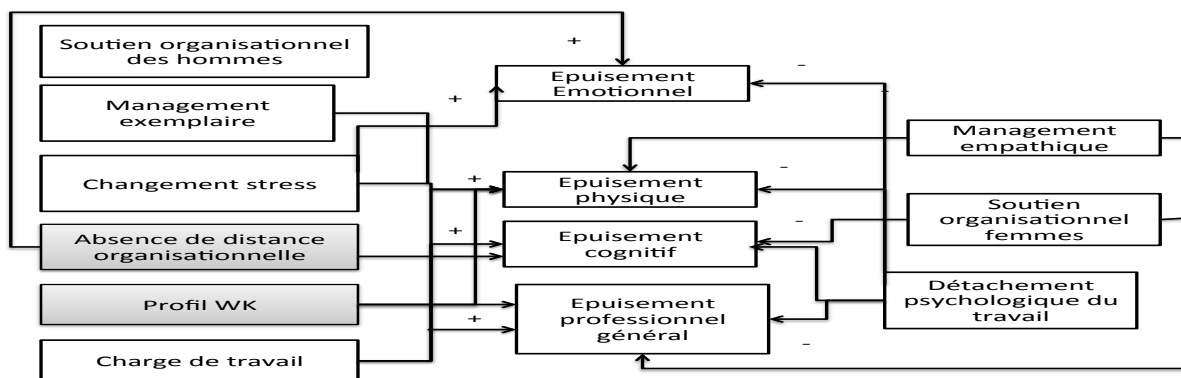 Soutien organisationnel
des hommes
Management
exemplaire
Changement stress
Absence de distance
organisationnelle
Profil WK
Charge de travail
+
+
+
+
+
Epuisement
Emotionnel
Epuisement
physique
Epuisement
cognitif
Epuisement
professionnel
général
-
-
-
-
-
Management
empathique
Soutien
organisationnel
femmes
Détachement
psychologique du
travail